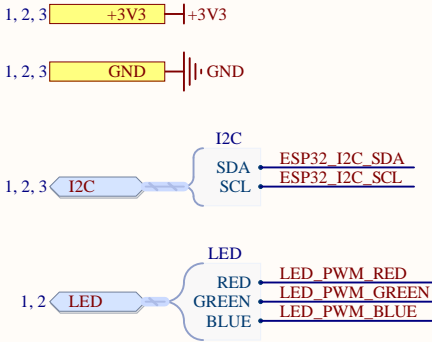 1, 2, 3 +3V3 +3V3
1, 2, 3 GND GND
I2C
SDA ESP32_I2C_SDA
1, 2, 3 I2C SCL ESP32_I2C_SCL
LED
RED LED_PWM_RED
1, 2 LED GREEN LED_PWM_GREEN
BLUE LED_PWM_BLUE